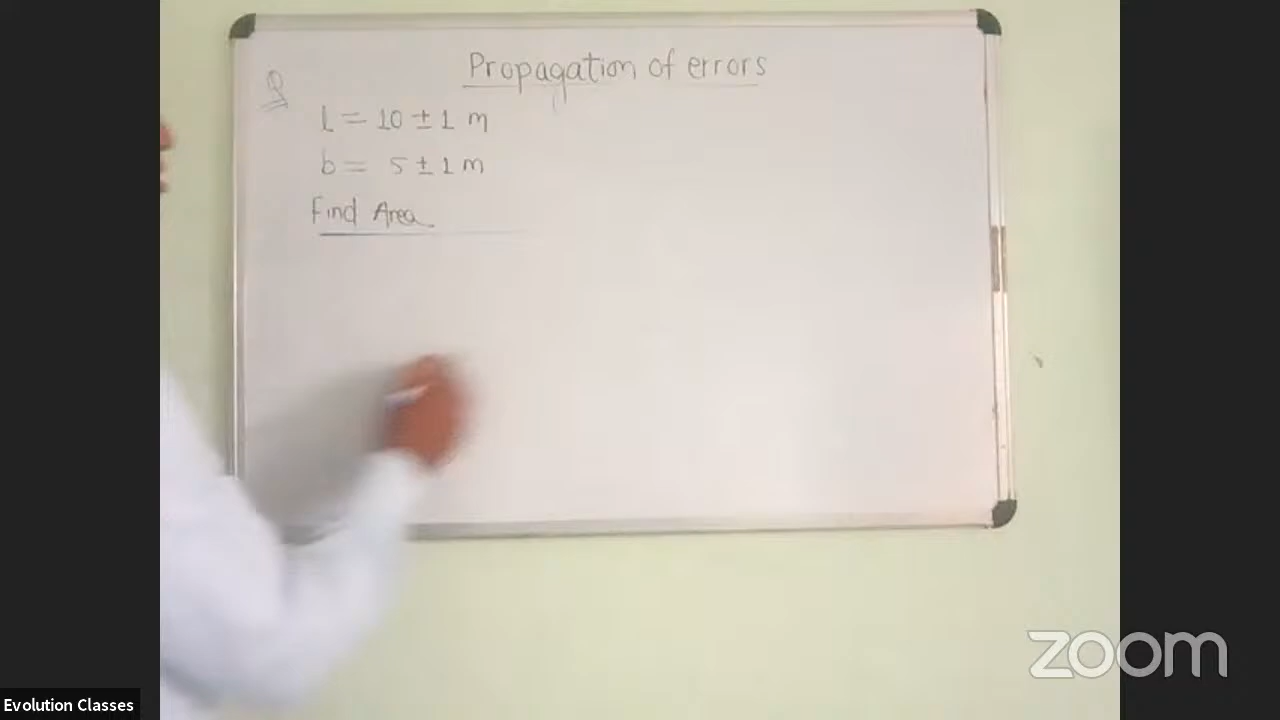 Propagation of errors
Q
l = 10 ± 1 m
b = 5 ± 1 m
Find Area
zoom
Evolution Classes